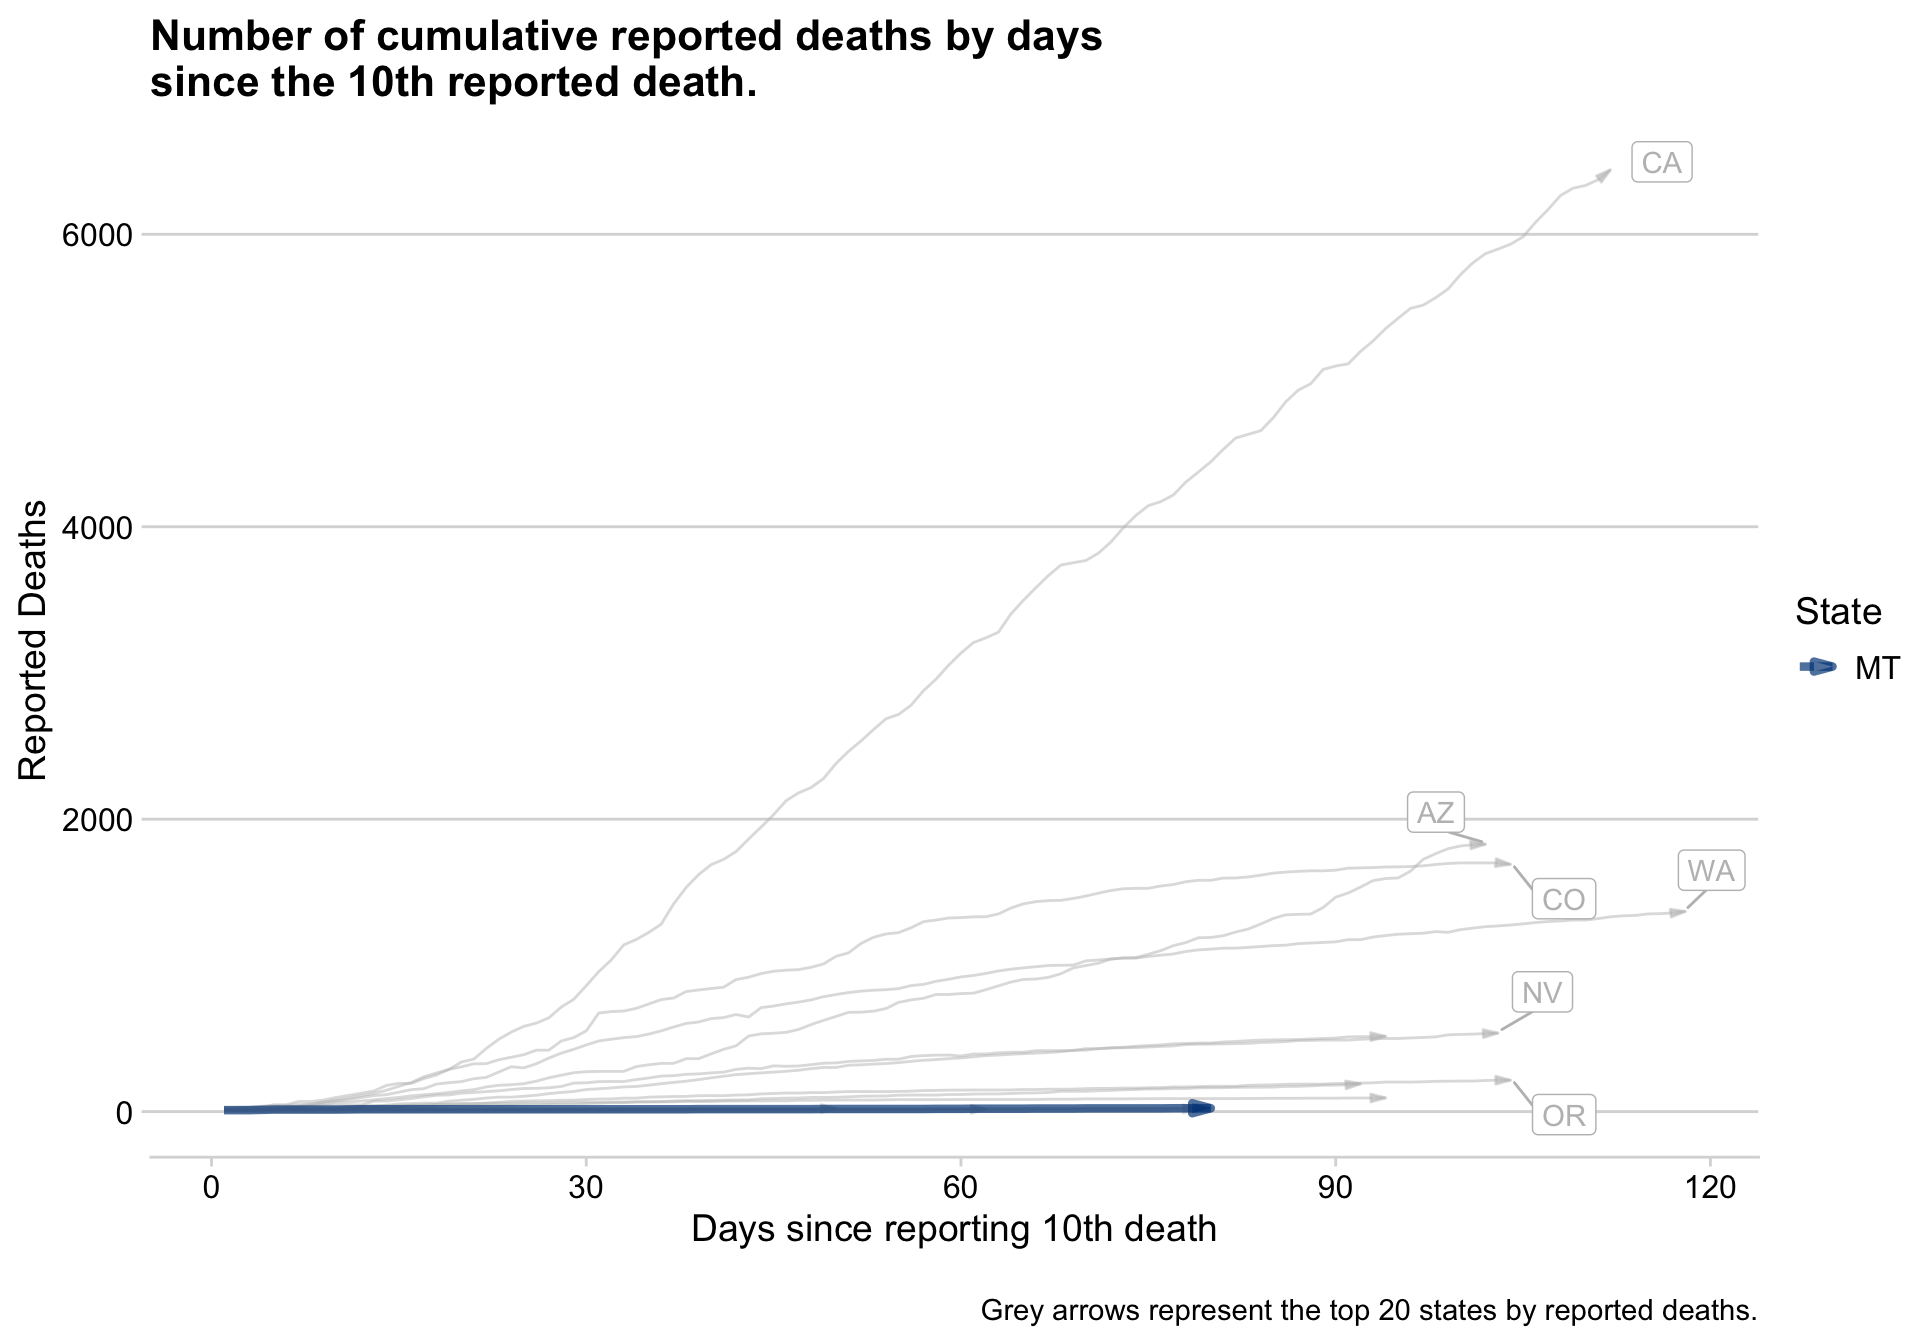 Number of cumulative reported deaths by days
since the 10th reported death.
CA
6000
4000
Reported Deaths
State
MT
2000
AZ
WA
CO
NV
OR
0
0 30 60 90 120
Days since reporting 10th death
Grey arrows represent the top 20 states by reported deaths.